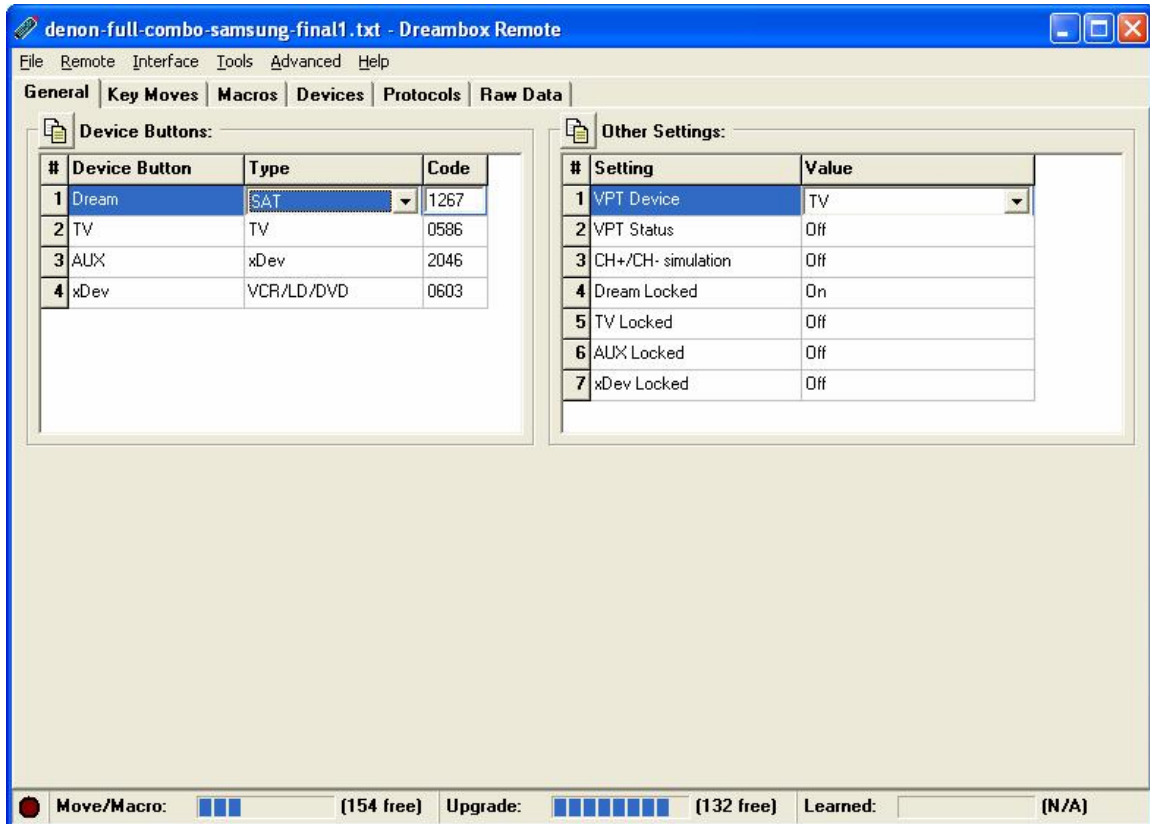 denon-full-combo-samsung-final1.txt - Dreambox Remote
File Remote Interface Tools Advanced Help
General Key Moves Macros Devices Protocols Raw Data
Device Buttons:
# Device Button Type Code
1 Dream SAT 1267
2 TV TV 0586
3 AUX xDev 2046
4 xDev VCR/LD/DVD 0603
Other Settings:
# Setting Value
1 VPT Device TV
2 VPT Status Off
3 CH+/CH- simulation Off
4 Dream Locked On
5 TV Locked Off
6 AUX Locked Off
7 xDev Locked Off
Move/Macro: (154 free) Upgrade: (132 free) Learned: (N/A)